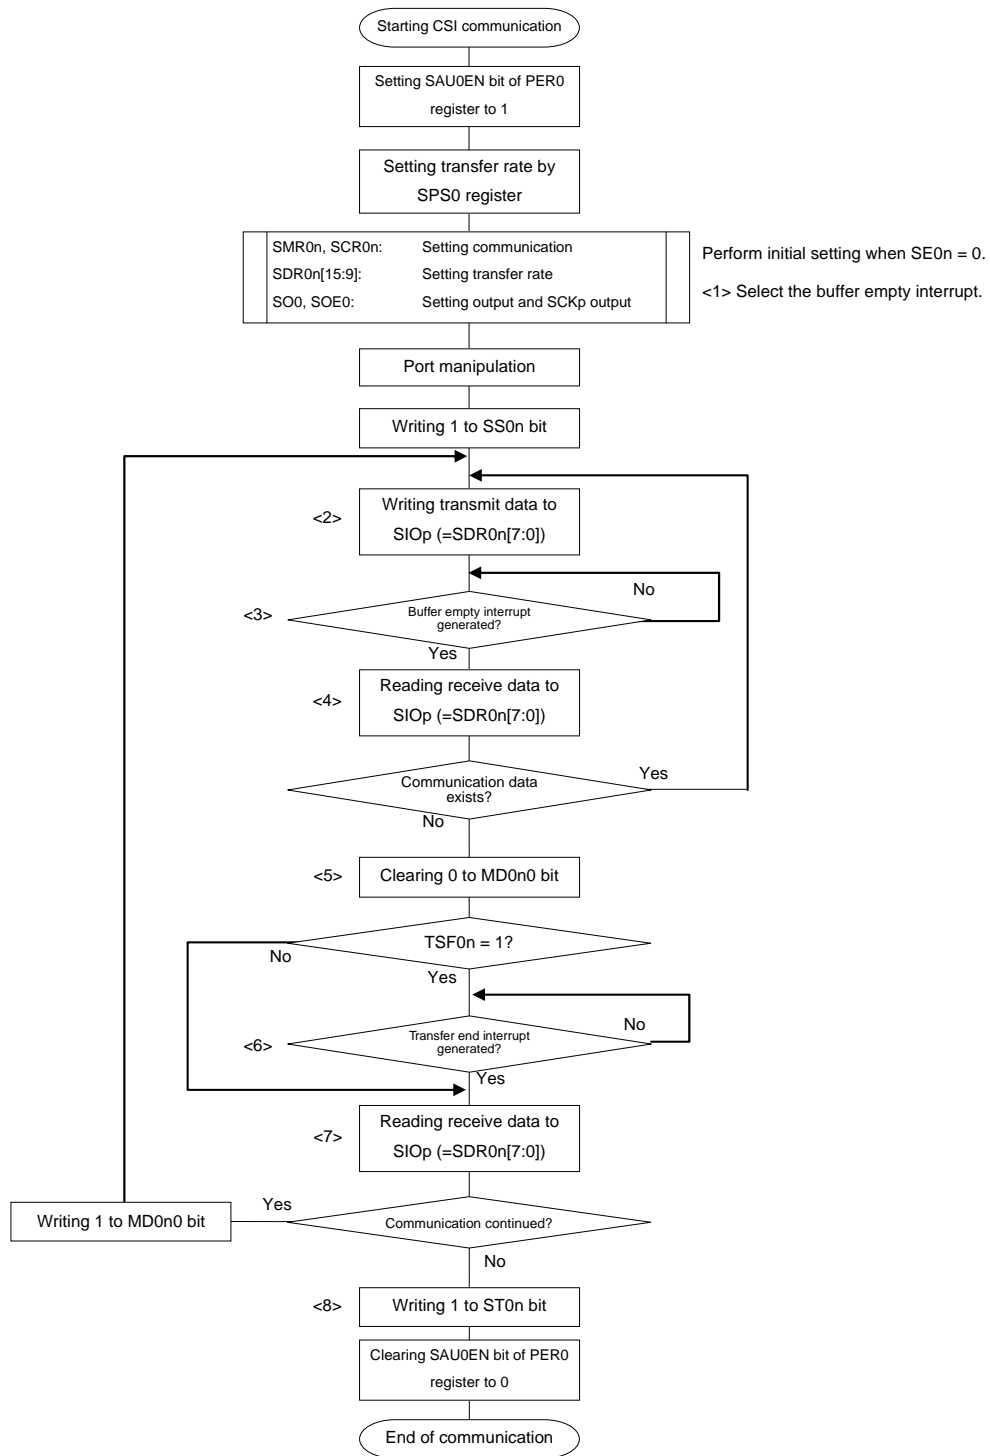 Starting CSI communication
Setting SAU0EN bit of PER0
register to 1
Setting transfer rate by
SPS0 register
SMR0n, SCR0n: Setting communication
SDR0n[15:9]: Setting transfer rate
SO0, SOE0: Setting output and SCKp output
Perform initial setting when SE0n = 0.
<1> Select the buffer empty interrupt.
Port manipulation
Writing 1 to SS0n bit
<2>
Writing transmit data to
SIOp (=SDR0n[7:0])
No
<3>
Buffer empty interrupt
generated?
Yes
<4>
Reading receive data to
SIOp (=SDR0n[7:0])
Communication data
exists?
Yes
No
<5>
Clearing 0 to MD0n0 bit
TSF0n = 1?
No
Yes
<6>
Transfer end interrupt
generated?
No
Yes
<7>
Reading receive data to
SIOp (=SDR0n[7:0])
Writing 1 to MD0n0 bit
Yes
Communication continued?
No
<8>
Writing 1 to ST0n bit
Clearing SAU0EN bit of PER0
register to 0
End of communication